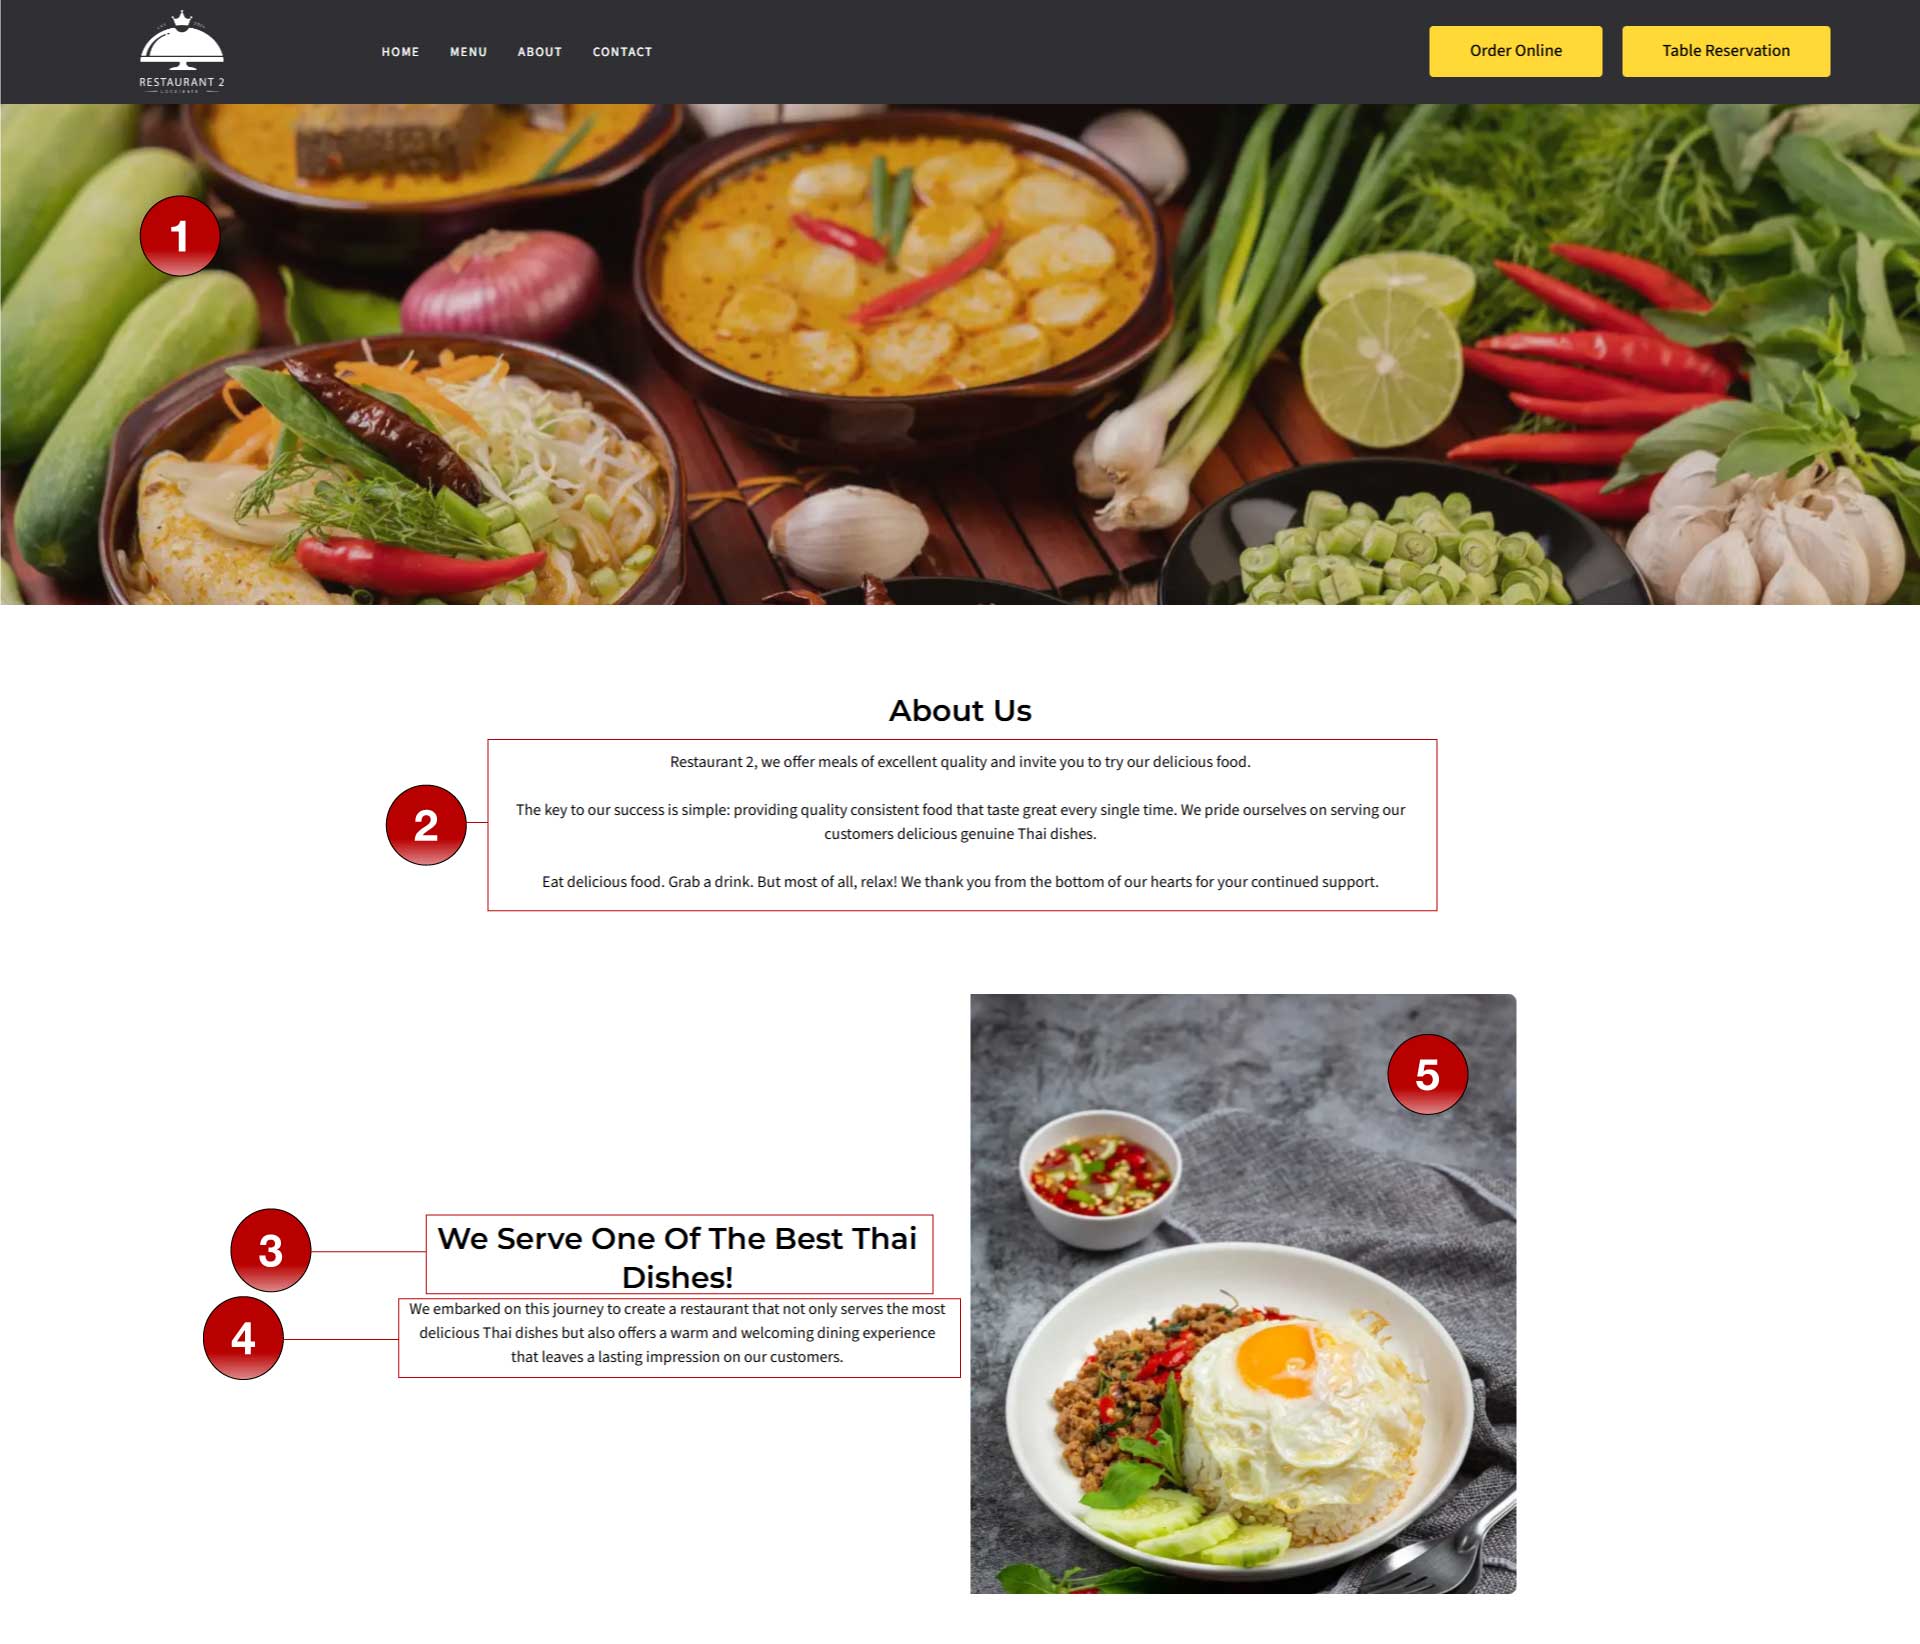 RESTAURANT 2
HOME MENU ABOUT CONTACT
Order Online
Table Reservation
1
About Us
Restaurant 2, we offer meals of excellent quality and invite you to try our delicious food.
The key to our success is simple: providing quality consistent food that taste great every single time. We pride ourselves on serving our
customers delicious genuine Thai dishes.
Eat delicious food. Grab a drink. But most of all, relax! We thank you from the bottom of our hearts for your continued support.
2
5
3
We Serve One Of The Best Thai
Dishes!
4
We embarked on this journey to create a restaurant that not only serves the most
delicious Thai dishes but also offers a warm and welcoming dining experience
that leaves a lasting impression on our customers.